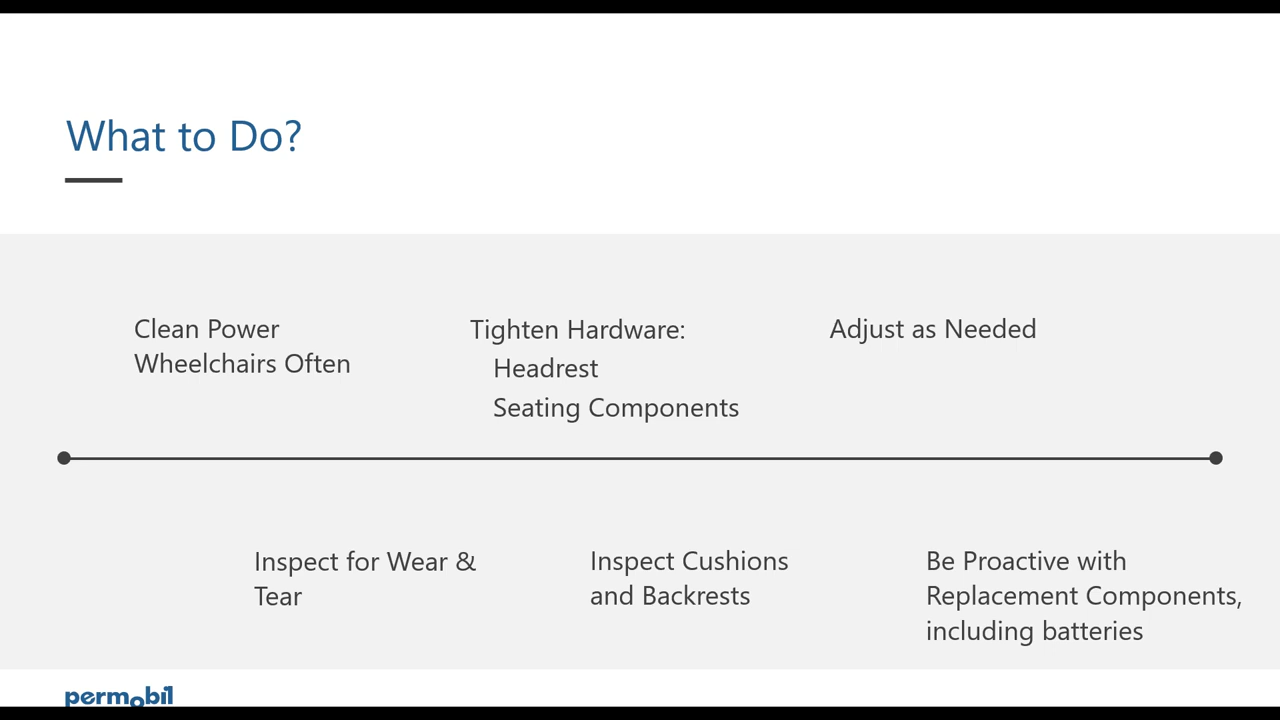 What to Do?
Clean Power
Wheelchairs Often
Tighten Hardware:
Headrest
Seating Components
Adjust as Needed
Inspect for Wear &
Tear
Inspect Cushions
and Backrests
Be Proactive with
Replacement Components,
including batteries
permobil